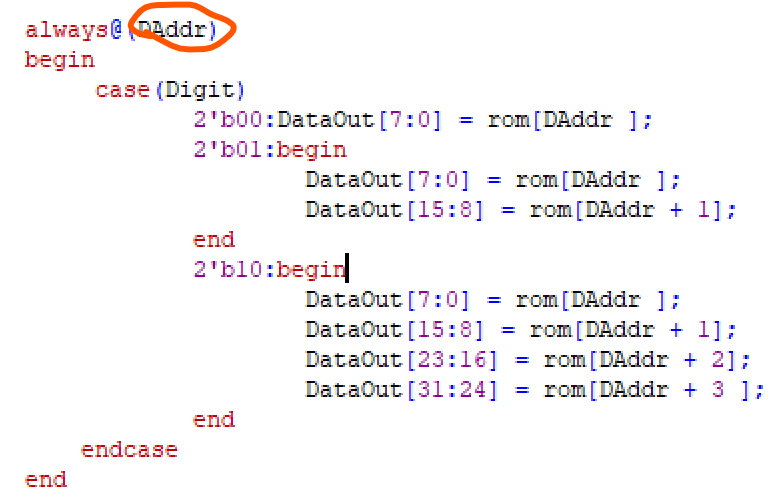 always@(DAddr)
begin
case(Digit)
2'b00:DataOut[7:0] = rom[DAddr ];
2'b01:begin
DataOut[7:0] = rom[DAddr ];
DataOut[15:8] = rom[DAddr + 1];
end
2'b10:begin
DataOut[7:0] = rom[DAddr ];
DataOut[15:8] = rom[DAddr + 1];
DataOut[23:16] = rom[DAddr + 2];
DataOut[31:24] = rom[DAddr + 3 ];
end
endcase
end